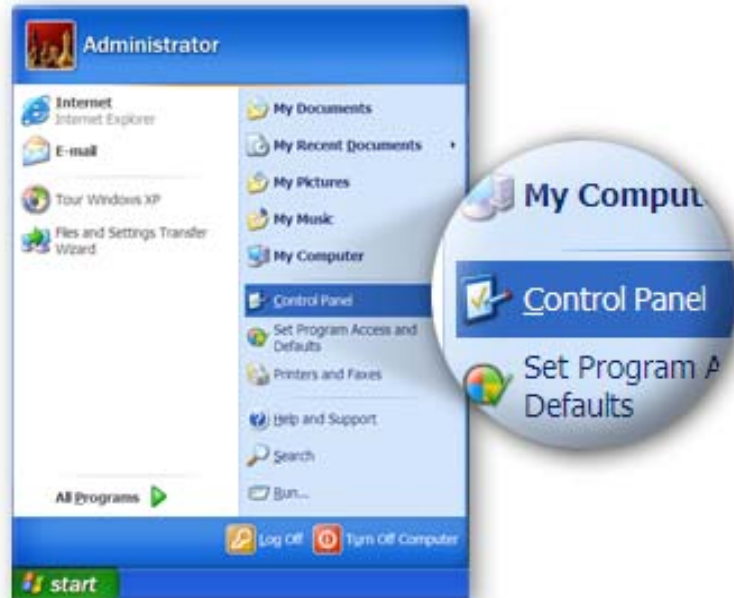 Administrator
Internet
Internet Explorer
E-mail
Tour Windows XP
Files and Settings Transfer
Wizard
All Programs
My Documents
My Recent Documents
My Pictures
My Music
My Computer
Control Panel
Set Program Access and
Defaults
Printers and Faxes
Help and Support
Search
Run...
Log Off
Turn Off Computer
start
My Comput
Control Panel
Set Program A
Defaults